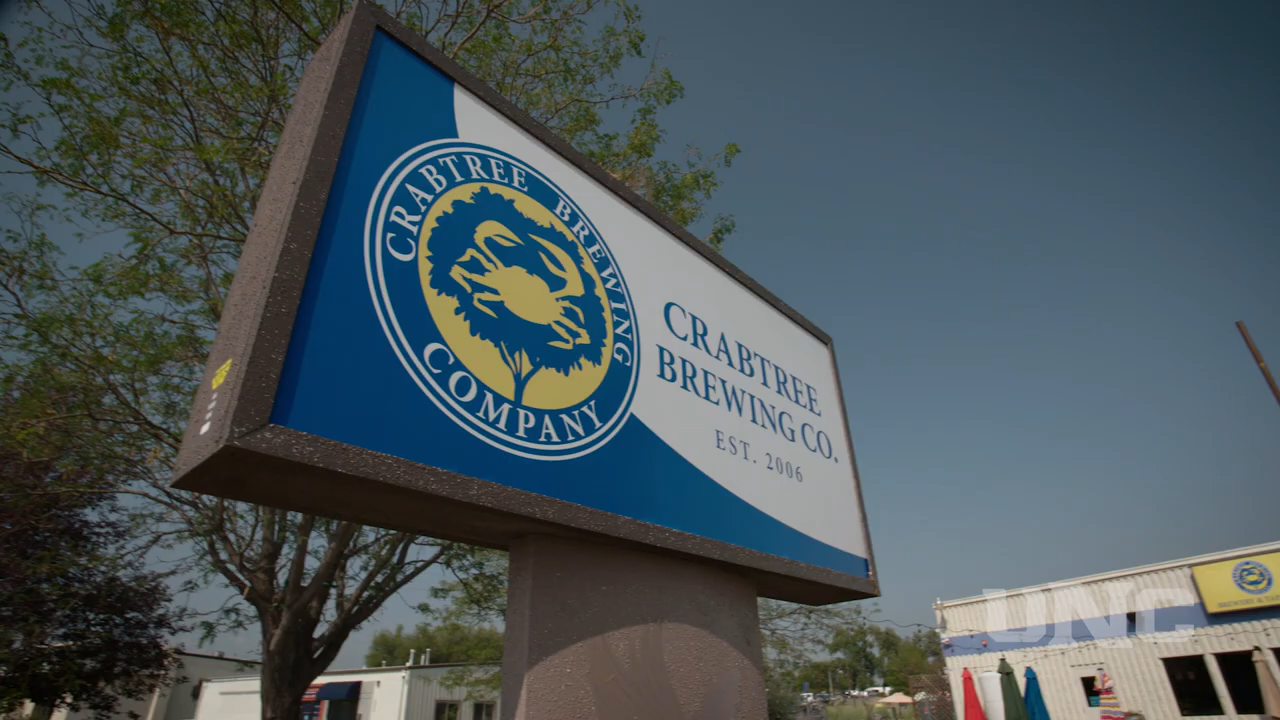 CRABTREE BREWING
COMPANY
CRABTREE
BREWING CO.
EST. 2006
UNC